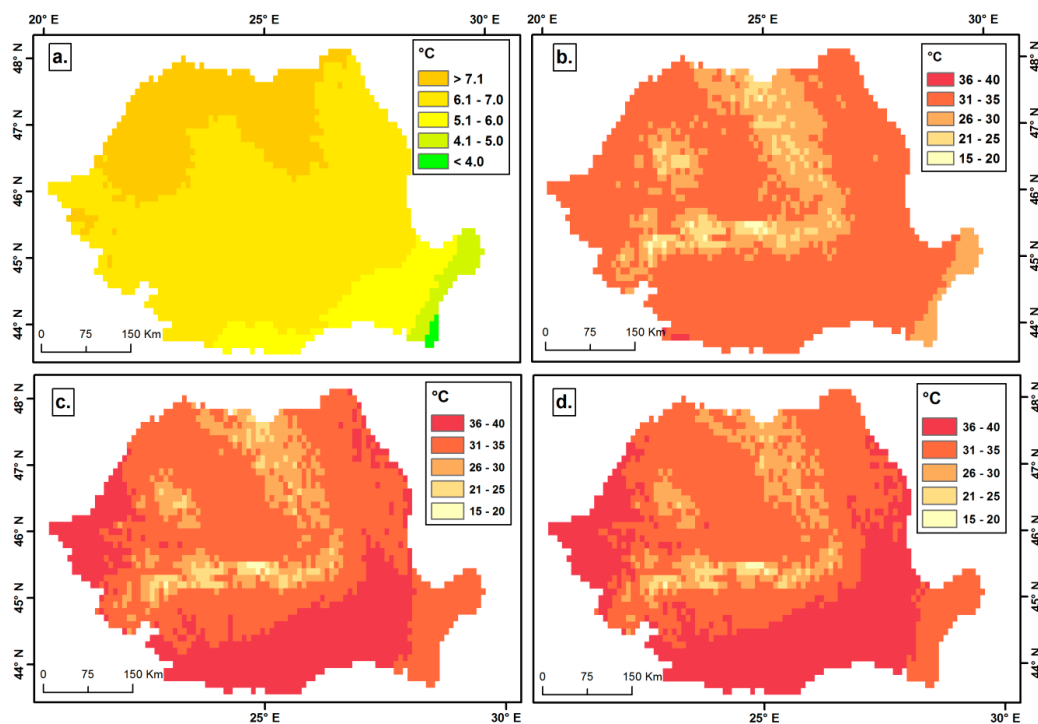 20° E 25° E 30° E
20° E 25° E 30° E
48° N
47° N
46° N
45° N
44° N
a.
°C
> 7.1
6.1 - 7.0
5.1 - 6.0
4.1 - 5.0
< 4.0
0 75 150 Km
b.
°C
36 - 40
31 - 35
26 - 30
21 - 25
15 - 20
0 75 150 Km
48° N
47° N
46° N
45° N
44° N
48° N
47° N
46° N
45° N
44° N
c.
°C
36 - 40
31 - 35
26 - 30
21 - 25
15 - 20
0 75 150 Km
d.
°C
36 - 40
31 - 35
26 - 30
21 - 25
15 - 20
0 75 150 Km
48° N
47° N
46° N
45° N
44° N
25° E 30° E
25° E 30° E